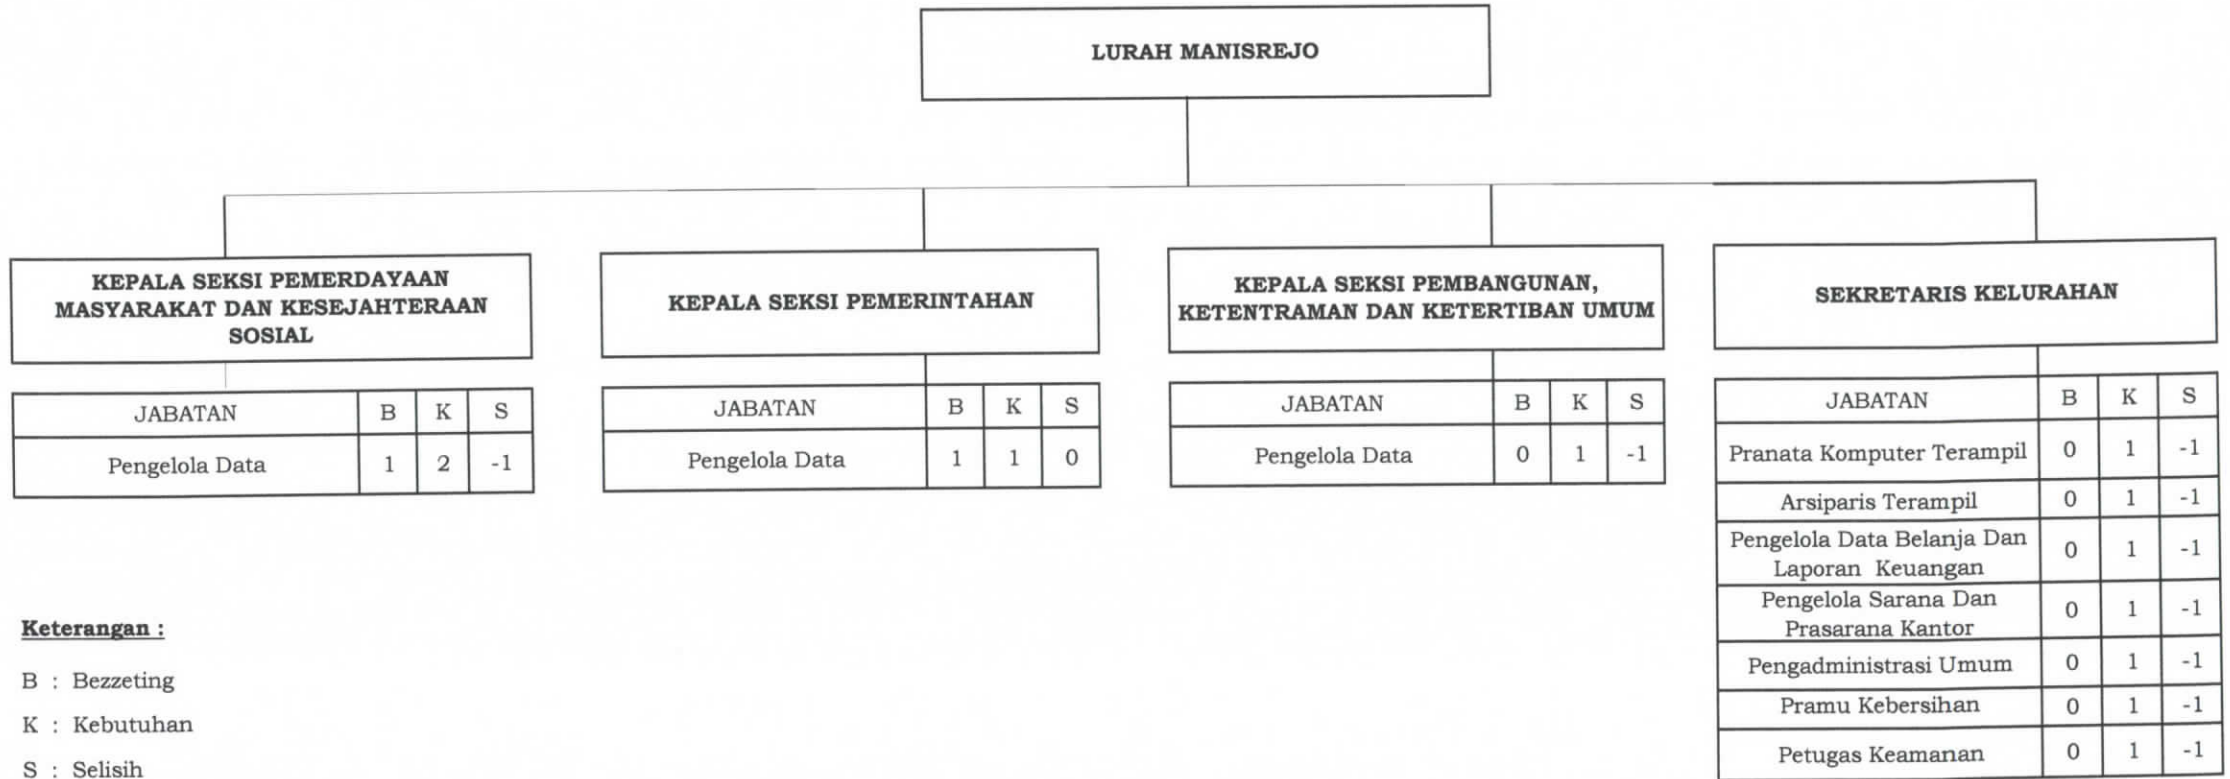 LURAH MANISREJO
KEPALA SEKSI PEMERDAYAAN
MASYARAKAT DAN KESEJAHTERAAN
SOSIAL
JABATAN B K S
Pengelola Data 1 2 -1
KEPALA SEKSI PEMERINTAHAN
JABATAN B K S
Pengelola Data 1 1 0
KEPALA SEKSI PEMBANGUNAN,
KETENTRAMAN DAN KETERTIBAN UMUM
JABATAN B K S
Pengelola Data 0 1 -1
SEKRETARIS KELURAHAN
JABATAN B K S
Pranata Komputer Terampil 0 1 -1
Arsiparis Terampil 0 1 -1
Pengelola Data Belanja Dan
Laporan Keuangan 0 1 -1
Pengelola Sarana Dan
Prasarana Kantor 0 1 -1
Pengadministrasi Umum 0 1 -1
Pramu Kebersihan 0 1 -1
Petugas Keamanan 0 1 -1
Keterangan :
B : Bezzeting
K : Kebutuhan
S : Selisih